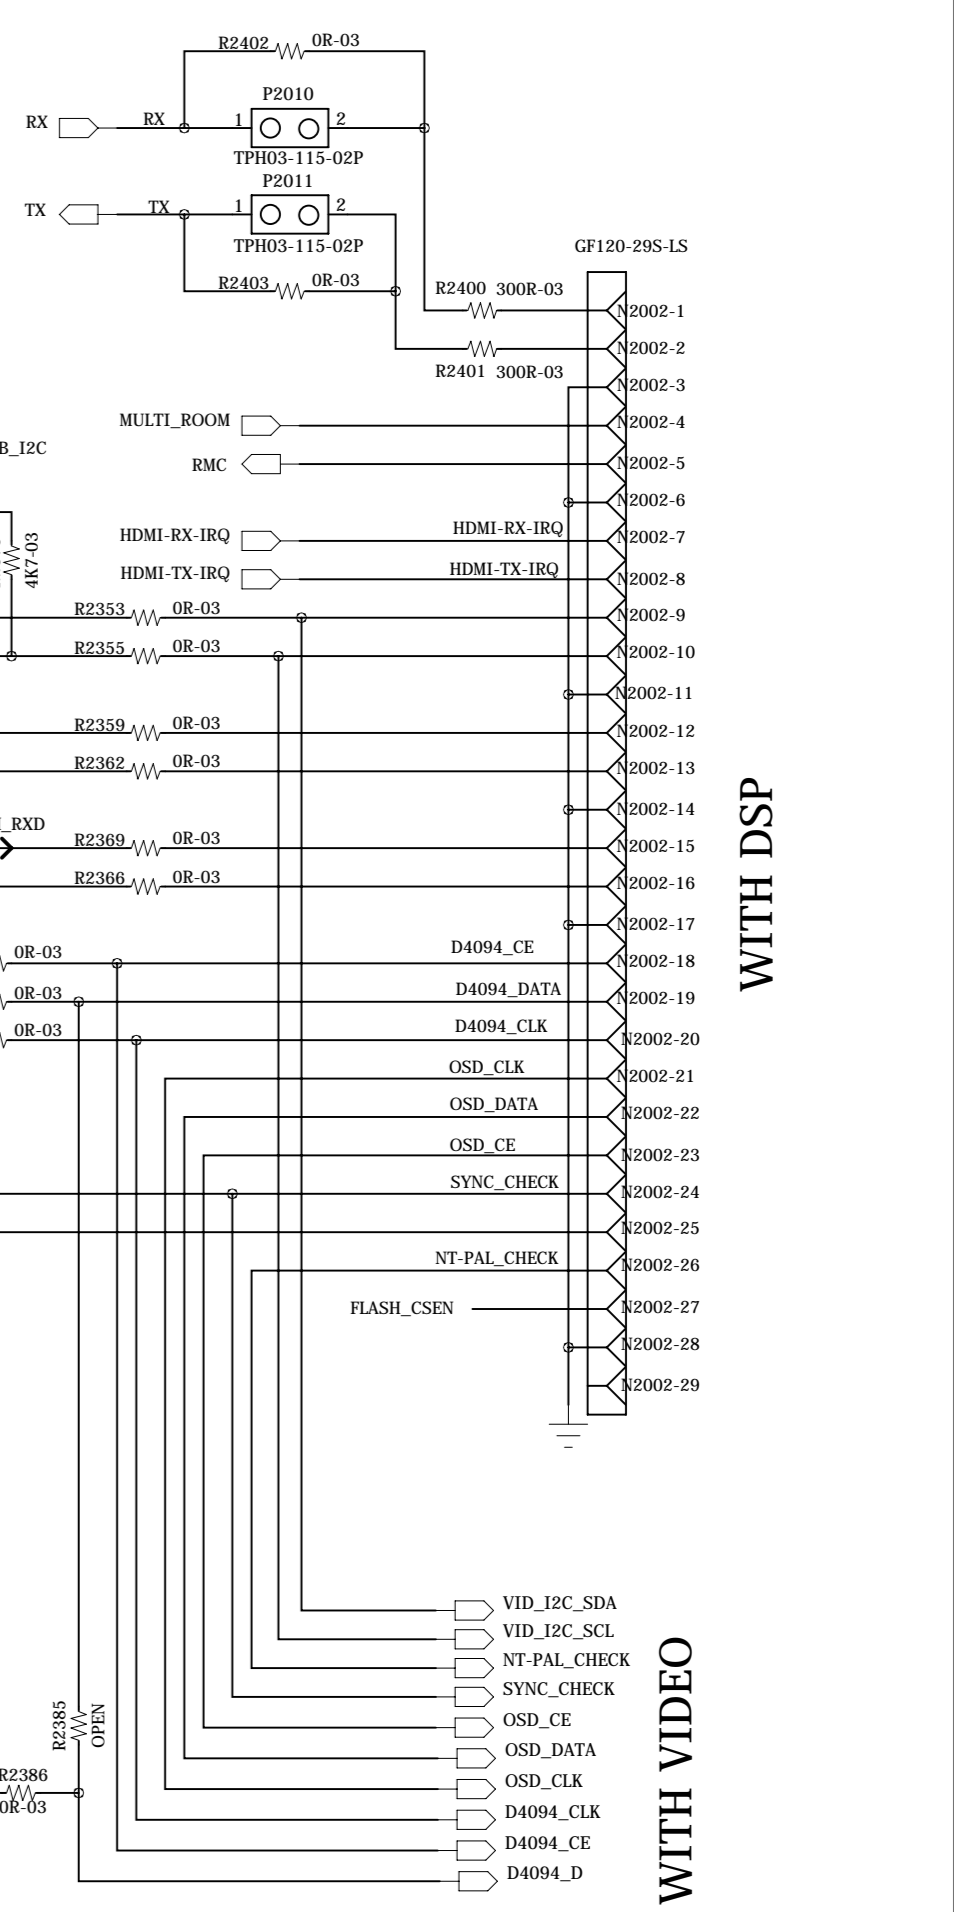 R2402 0R-03
P2010
RX RX 1 2
TPH03-115-02P
P2011
TX TX 1 2
TPH03-115-02P
R2403 0R-03
GF120-29S-LS
R2400 300R-03
N2002-1
N2002-2
R2401 300R-03
N2002-3
MULTI_ROOM N2002-4
B_I2C
RMC N2002-5
N2002-6
HDMI-RX-IRQ HDMI-RX-IRQ N2002-7
4K7-03
HDMI-TX-IRQ HDMI-TX-IRQ N2002-8
R2353 0R-03 N2002-9
R2355 0R-03 N2002-10
N2002-11
R2359 0R-03 N2002-12
R2362 0R-03 N2002-13
N2002-14
_RXD
R2369 0R-03 N2002-15
R2366 0R-03 N2002-16
WITH DSP
N2002-17
0R-03 D4094_CE N2002-18
0R-03 D4094_DATA N2002-19
0R-03 D4094_CLK N2002-20
OSD_CLK N2002-21
OSD_DATA N2002-22
OSD_CE N2002-23
SYNC_CHECK N2002-24
N2002-25
NT-PAL_CHECK N2002-26
FLASH_CSEN N2002-27
N2002-28
N2002-29
VID_I2C_SDA
VID_I2C_SCL
NT-PAL_CHECK
SYNC_CHECK
R2385
OPEN
OSD_CE
OSD_DATA
R2386
OSD_CLK
0R-03
D4094_CLK
D4094_CE
D4094_D
WITH VIDEO